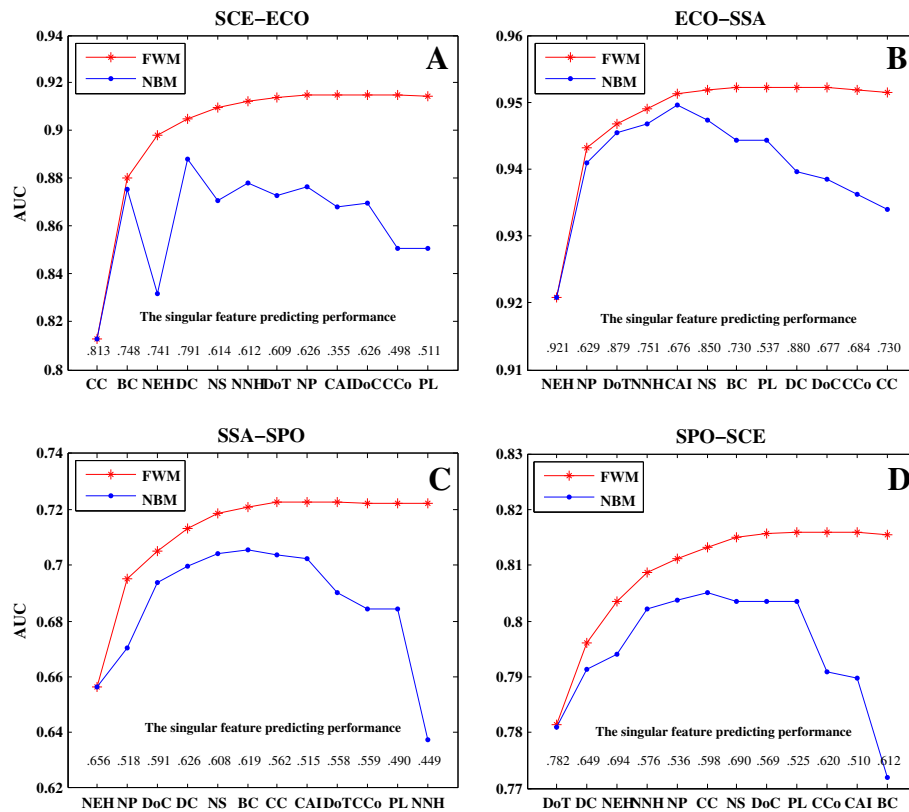 SCE−ECO
A
FWM
NBM
AUC
0.94
0.92
0.9
0.88
0.86
0.84
0.82
0.8
The singular feature predicting performance
.813 .748 .741 .791 .614 .612 .609 .626 .355 .626 .498 .511
CC BC NEH DC NS NNH DoT NP CAI DoC CCo PL
ECO−SSA
B
FWM
NBM
0.96
0.95
0.94
0.93
0.92
0.91
The singular feature predicting performance
.921 .629 .879 .751 .676 .850 .730 .537 .880 .677 .684 .730
NEH NP DoT NNH CAI NS BC PL DC DoC CCo CC
SSA−SPO
C
FWM
NBM
AUC
0.74
0.72
0.7
0.68
0.66
0.64
0.62
The singular feature predicting performance
.656 .518 .591 .626 .608 .619 .562 .515 .558 .559 .490 .449
NEH NP DoC DC NS BC CC CAI DoT CCo PL NNH
SPO−SCE
D
FWM
NBM
0.83
0.82
0.81
0.8
0.79
0.78
0.77
The singular feature predicting performance
.782 .649 .694 .576 .536 .598 .690 .569 .525 .620 .510 .612
DoT DC NEH NNH NP CC NS DoC PL CCo CAI BC